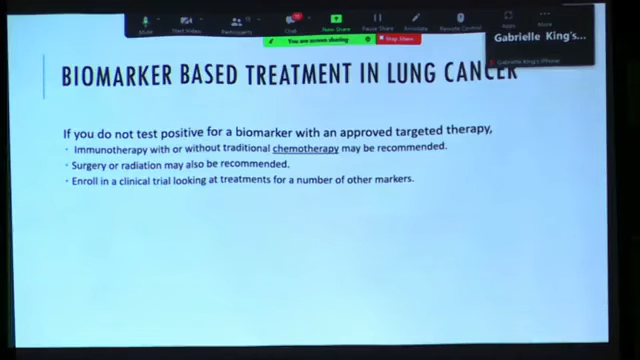 Mute
Start Video
Participants
Chat
New Share
Pause Share
Annotate
Remote Control
Apps
More
You are screen sharing
Stop Share
Gabrielle King's...
Gabrielle King's iPhone
BIOMARKER BASED TREATMENT IN LUNG CANCER
If you do not test positive for a biomarker with an approved targeted therapy,
• Immunotherapy with or without traditional chemotherapy may be recommended.
• Surgery or radiation may also be recommended.
• Enroll in a clinical trial looking at treatments for a number of other markers.